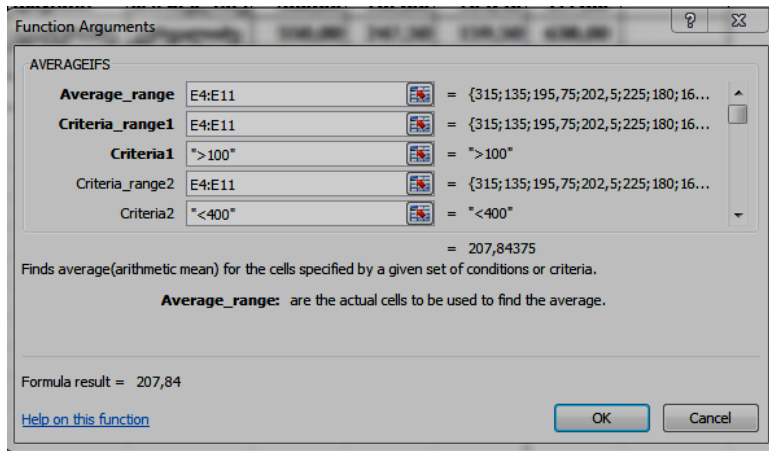 Function Arguments
AVERAGEIFS
Average_range E4:E11 = {315;135;195,75;202,5;225;180;16...
Criteria_range1 E4:E11 = {315;135;195,75;202,5;225;180;16...
Criteria1 ">100" = ">100"
Criteria_range2 E4:E11 = {315;135;195,75;202,5;225;180;16...
Criteria2 "<400" = "<400"
= 207,84375
Finds average(arithmetic mean) for the cells specified by a given set of conditions or criteria.
Average_range: are the actual cells to be used to find the average.
Formula result = 207,84
Help on this function
OK Cancel